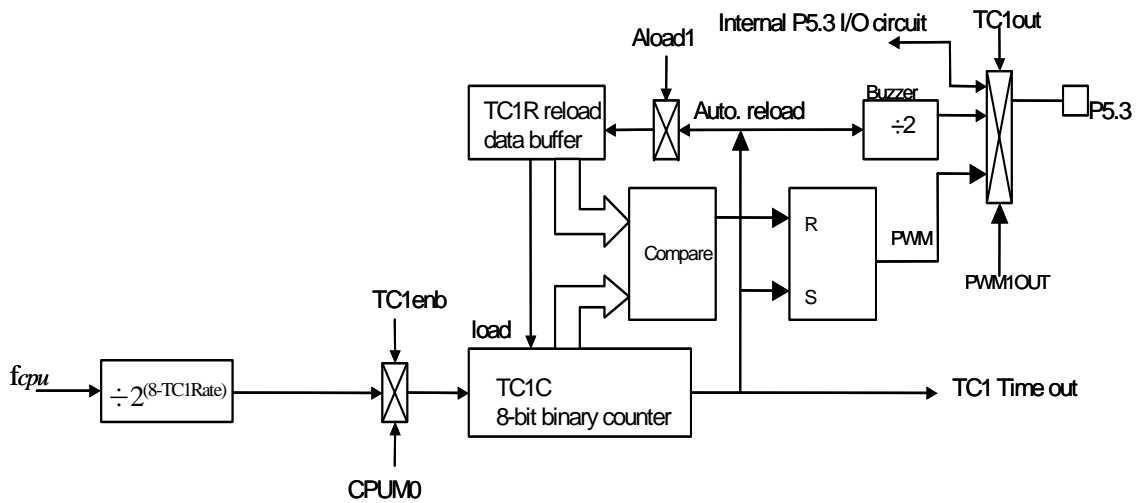 Internal P5.3 I/O circuit
TC1out
Aload1
Buzzer
TC1R reload
data buffer
Auto. reload
÷2
P5.3
R
Compare
PWM
S
PWM1OUT
TC1enb
load
fcpu
÷2(8-TC1Rate)
TC1C
8-bit binary counter
TC1 Time out
CPUM0